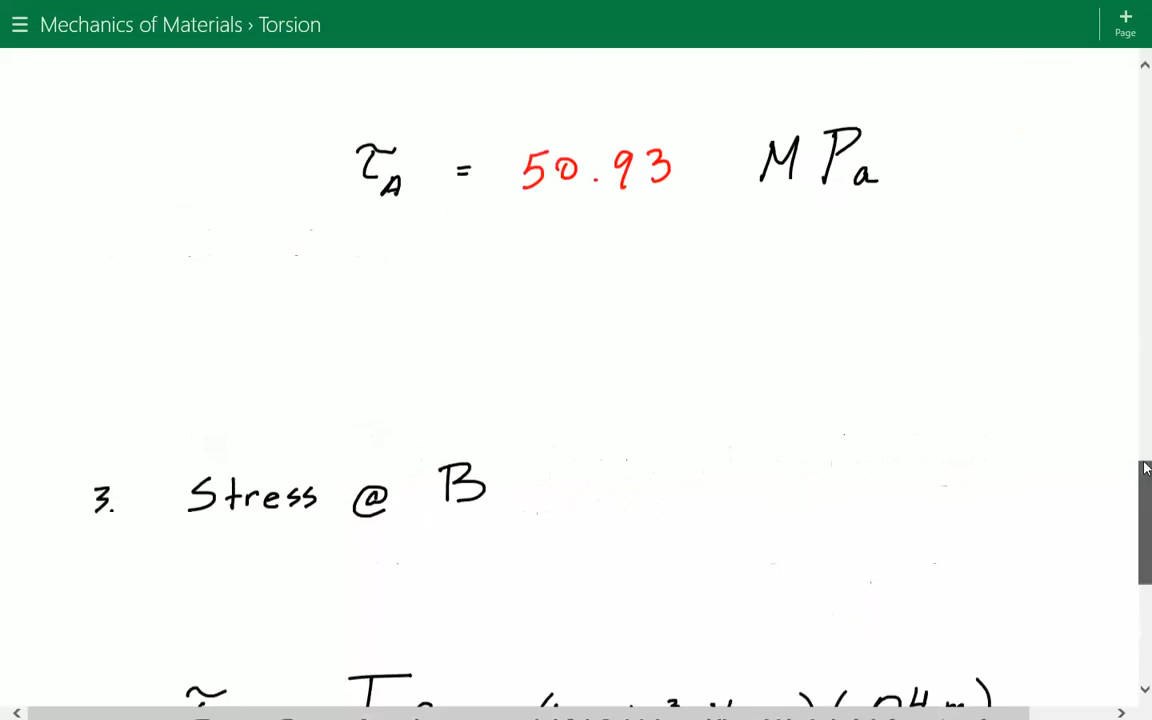 Mechanics of Materials › Torsion
Page
τA = 50.93 MPa
3. Stress @ B